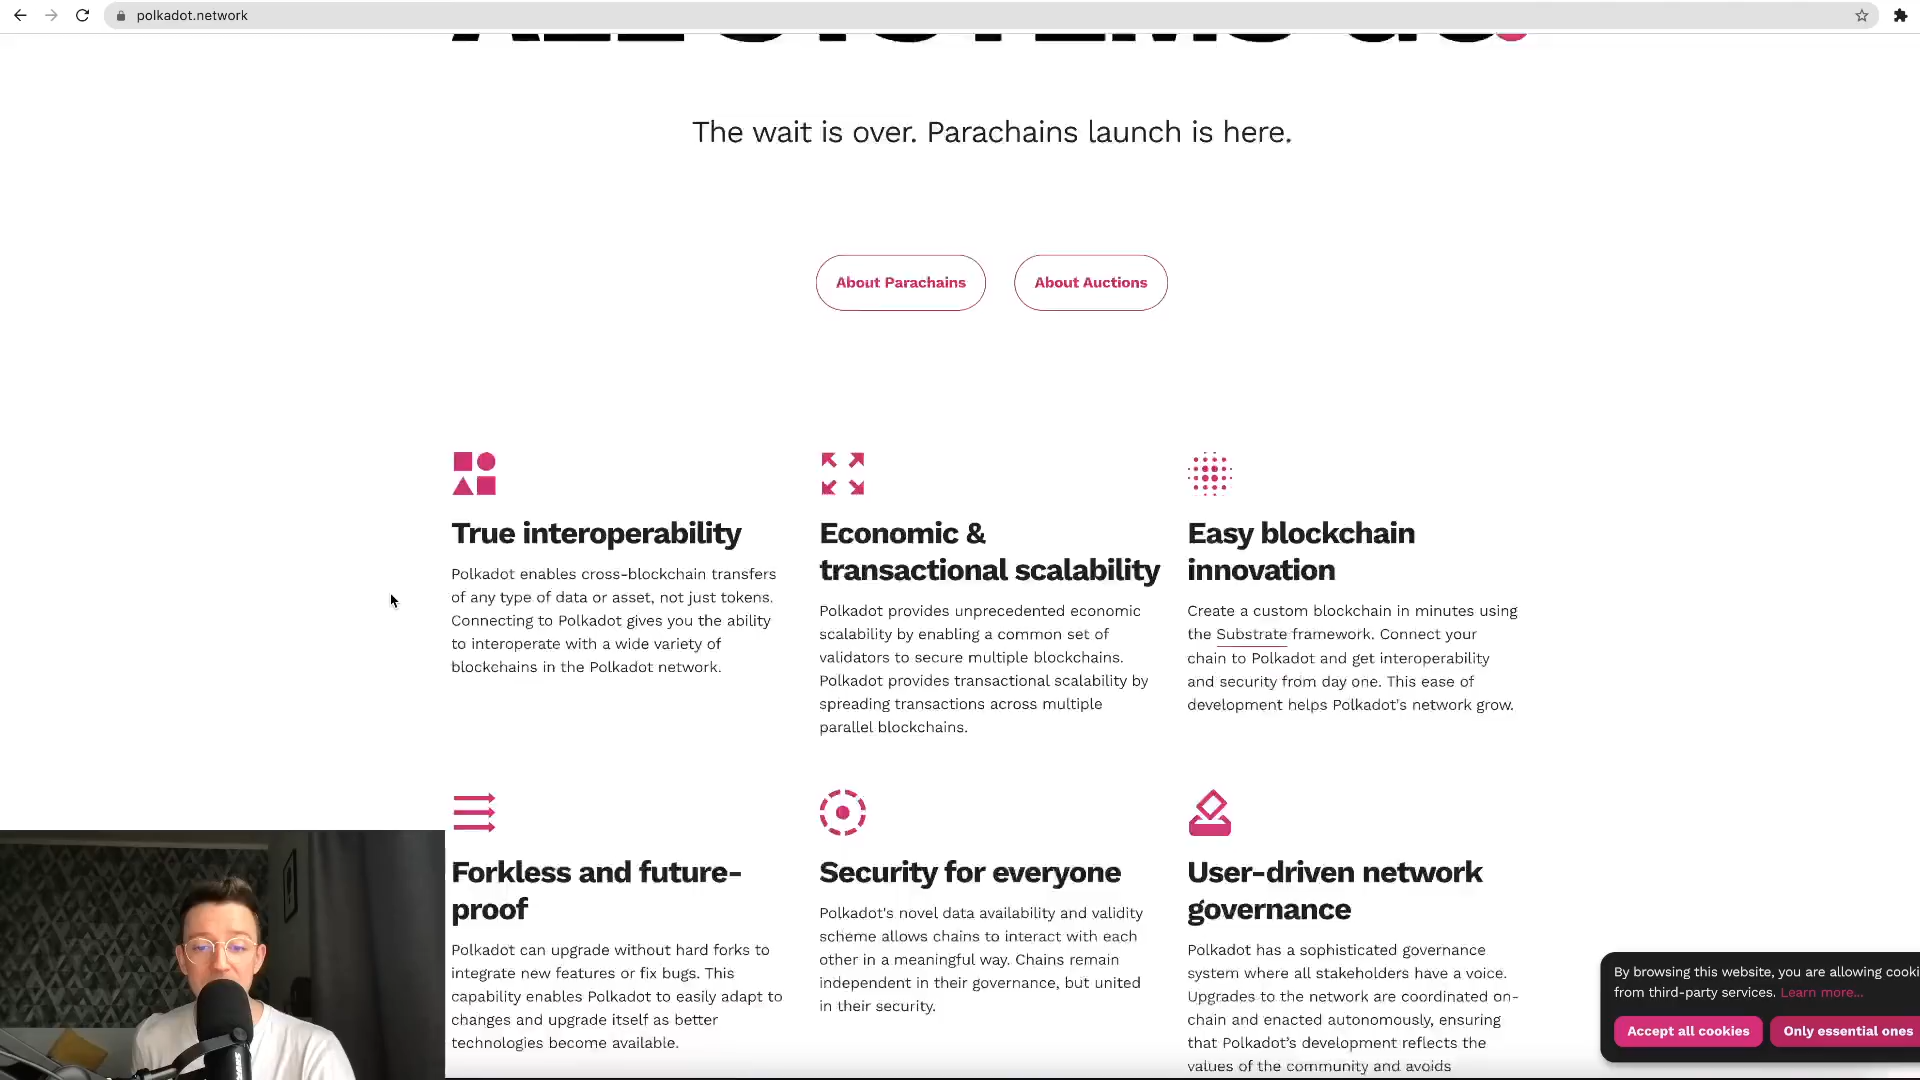 polkadot.network
The wait is over. Parachains launch is here.
About Parachains
About Auctions
True interoperability
Polkadot enables cross-blockchain transfers
of any type of data or asset, not just tokens.
Connecting to Polkadot gives you the ability
to interoperate with a wide variety of
blockchains in the Polkadot network.
Economic &
transactional scalability
Polkadot provides unprecedented economic
scalability by enabling a common set of
validators to secure multiple blockchains.
Polkadot provides transactional scalability by
spreading transactions across multiple
parallel blockchains.
Easy blockchain
innovation
Create a custom blockchain in minutes using
the Substrate framework. Connect your
chain to Polkadot and get interoperability
and security from day one. This ease of
development helps Polkadot's network grow.
Forkless and future-
proof
Polkadot can upgrade without hard forks to
integrate new features or fix bugs. This
capability enables Polkadot to easily adapt to
changes and upgrade itself as better
technologies become available.
Security for everyone
Polkadot's novel data availability and validity
scheme allows chains to interact with each
other in a meaningful way. Chains remain
independent in their governance, but united
in their security.
User-driven network
governance
Polkadot has a sophisticated governance
system where all stakeholders have a voice.
Upgrades to the network are coordinated on-
chain and enacted autonomously, ensuring
that Polkadot’s development reflects the
values of the community and avoids
By browsing this website, you are allowing cooki
from third-party services. Learn more...
Accept all cookies
Only essential ones